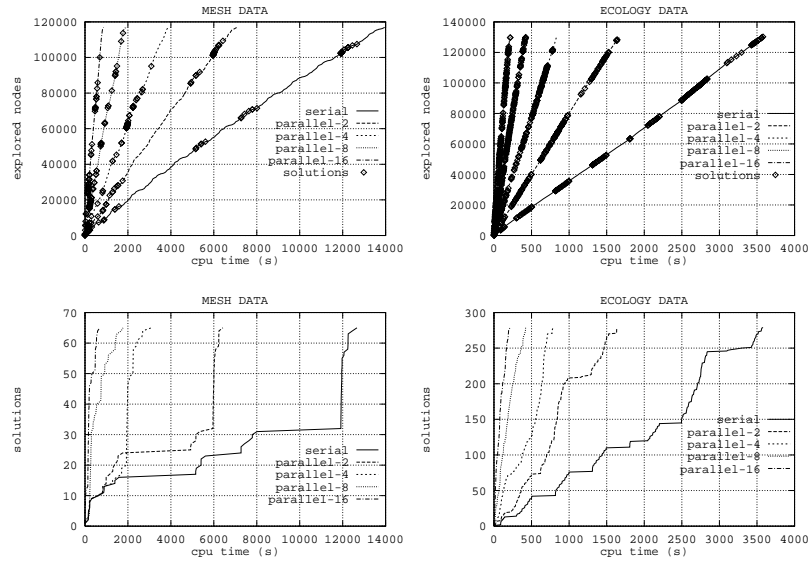 MESH DATA
120000
100000
80000
60000
40000
20000
0
explored nodes
serial
parallel-2
parallel-4
parallel-8
parallel-16
solutions
0 2000 4000 6000 8000 10000 12000 14000
cpu time (s)
ECOLOGY DATA
140000
120000
100000
80000
60000
40000
20000
0
explored nodes
serial
parallel-2
parallel-4
parallel-8
parallel-16
solutions
0 500 1000 1500 2000 2500 3000 3500 4000
cpu time (s)
MESH DATA
70
60
50
40
30
20
10
0
solutions
serial
parallel-2
parallel-4
parallel-8
parallel-16
0 2000 4000 6000 8000 10000 12000 14000
cpu time (s)
ECOLOGY DATA
300
250
200
150
100
50
0
solutions
serial
parallel-2
parallel-4
parallel-8
parallel-16
0 500 1000 1500 2000 2500 3000 3500 4000
cpu time (s)